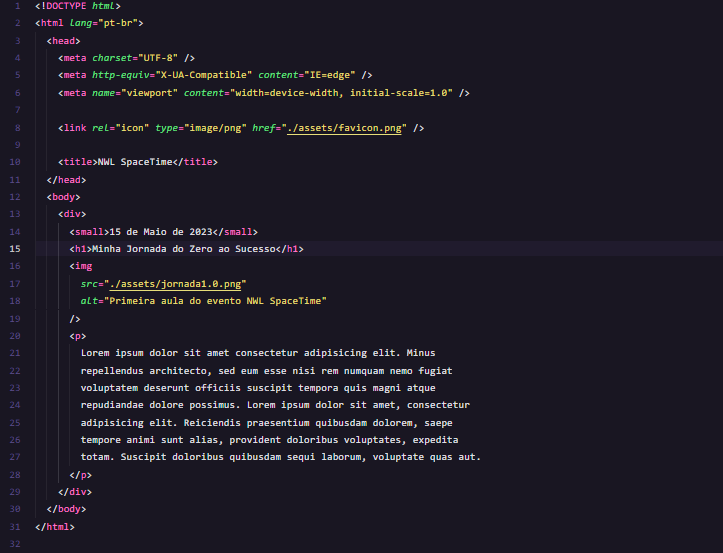 1 <!DOCTYPE html>
2 <html lang="pt-br">
3 <head>
4 <meta charset="UTF-8" />
5 <meta http-equiv="X-UA-Compatible" content="IE=edge" />
6 <meta name="viewport" content="width=device-width, initial-scale=1.0" />
7
8 <link rel="icon" type="image/png" href="./assets/favicon.png" />
9
10 <title>NWL SpaceTime</title>
11 </head>
12 <body>
13 <div>
14 <small>15 de Maio de 2023</small>
15 <h1>Minha Jornada do Zero ao Sucesso</h1>
16 <img
17 src="./assets/jornada1.0.png"
18 alt="Primeira aula do evento NWL SpaceTime"
19 />
20 <p>
21 Lorem ipsum dolor sit amet consectetur adipisicing elit. Minus
22 repellendus architecto, sed eum esse nisi rem numquam nemo fugiat
23 voluptatem deserunt officiis suscipit tempora quis magni atque
24 repudiandae dolore possimus. Lorem ipsum dolor sit amet, consectetur
25 adipisicing elit. Reiciendis praesentium quibusdam dolorem, saepe
26 tempore animi sunt alias, provident doloribus voluptates, expedita
27 totam. Suscipit doloribus quibusdam sequi laborum, voluptate quas aut.
28 </p>
29 </div>
30 </body>
31 </html>
32